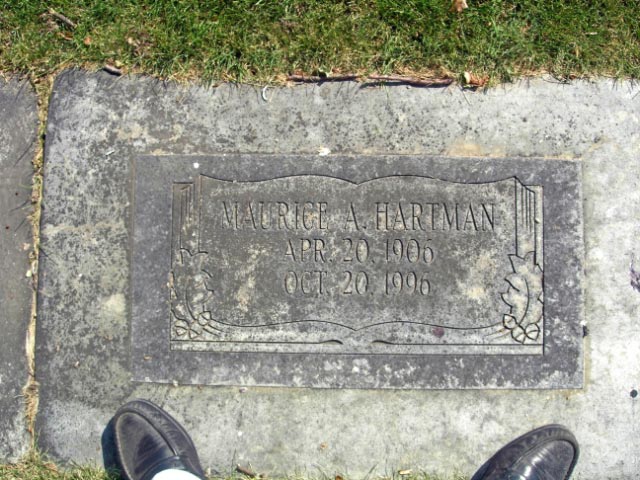 MAURICE A. HARTMAN
APR. 20, 1906
OCT. 20, 1996